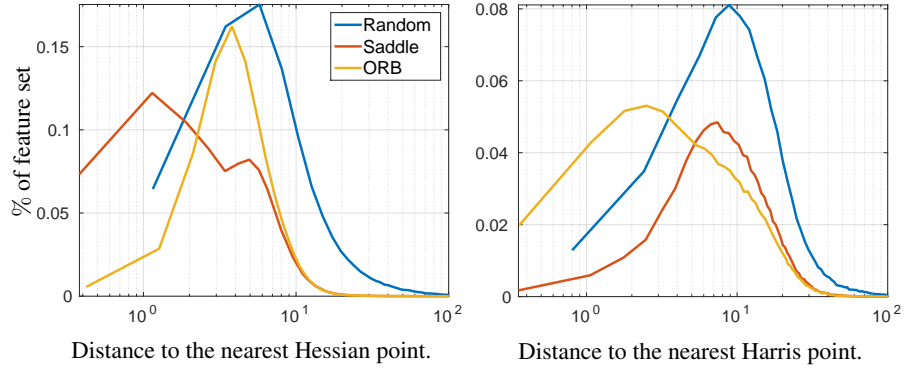 % of feature set
0.15
0.1
0.05
0
Random
Saddle
ORB
10^0
10^1
10^2
Distance to the nearest Hessian point.
0.08
0.06
0.04
0.02
0
10^0
10^1
10^2
Distance to the nearest Harris point.